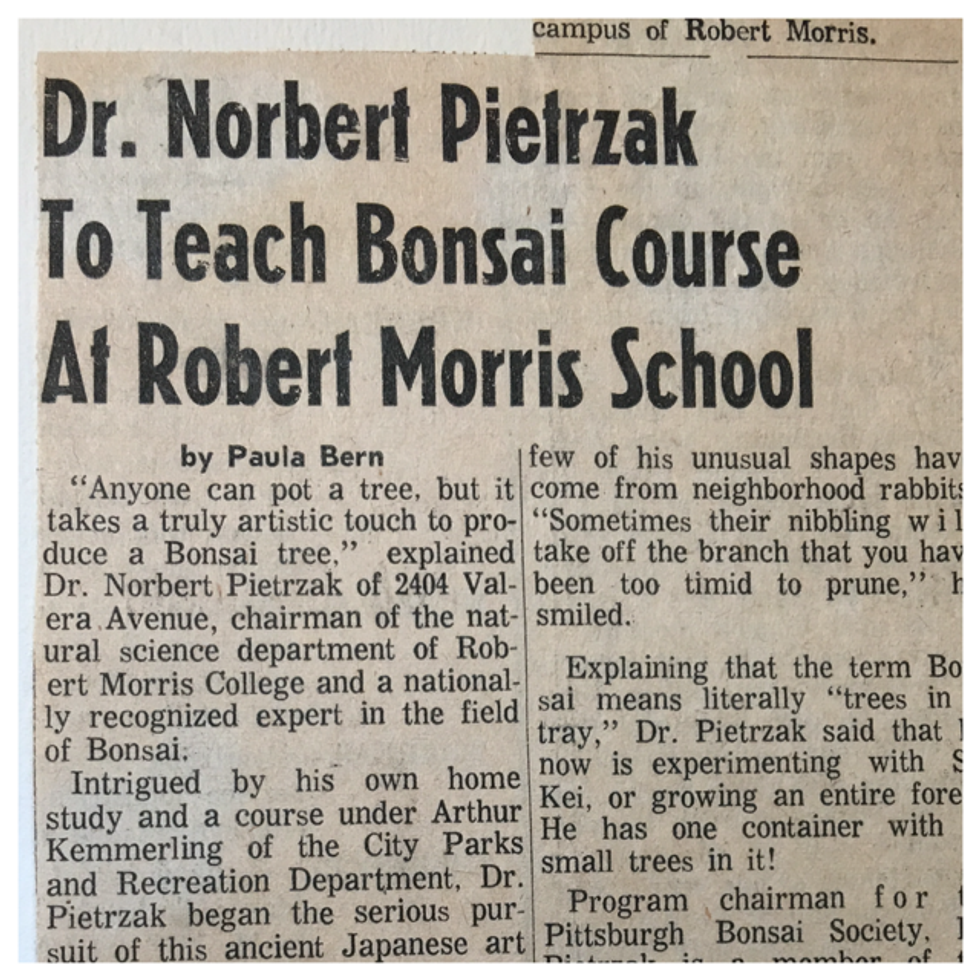 campus of Robert Morris.
Dr. Norbert Pietrzak
To Teach Bonsai Course
At Robert Morris School
by Paula Bern
"Anyone can pot a tree, but it
takes a truly artistic touch to pro-
duce a Bonsai tree," explained
Dr. Norbert Pietrzak of 2404 Val-
era Avenue, chairman of the nat-
ural science department of Rob-
ert Morris College and a national-
ly recognized expert in the field
of Bonsai.
Intrigued by his own home
study and a course under Arthur
Kemmerling of the City Parks
and Recreation Department, Dr.
Pietrzak began the serious pur-
suit of this ancient Japanese art
few of his unusual shapes hav
come from neighborhood rabbits
"Sometimes their nibbling wil
take off the branch that you hav
been too timid to prune," h
smiled.
Explaining that the term Bo
sai means literally "trees in
tray," Dr. Pietrzak said that
now is experimenting with S
Kei, or growing an entire fore
He has one container with
small trees in it!
Program chairman for
Pittsburgh Bonsai Society,
Pietrzak is a member of